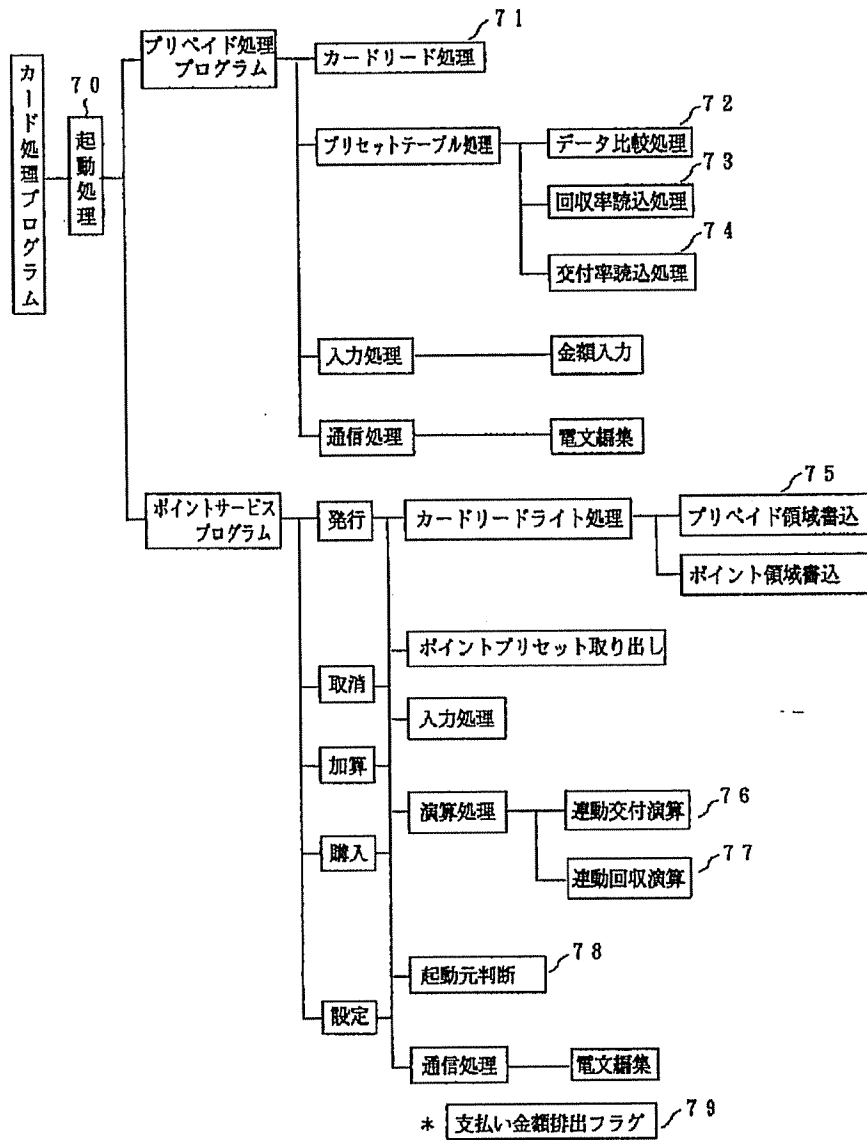 カード処理プログラム
70
起動処理
プリペイド処理
プログラム
71
カードリード処理
プリセットテーブル処理
72
データ比較処理
73
回収率読込処理
74
交付率読込処理
入力処理
金額入力
通信処理
電文編集
ポイントサービス
プログラム
発行
カードリードライト処理
75
プリペイド領域書込
ポイント領域書込
ポイントプリセット取り出し
取消
入力処理
加算
演算処理
76
連動交付演算
購入
77
連動回収演算
78
起動元判断
設定
通信処理
電文編集
* 支払い金額排出フラグ
79